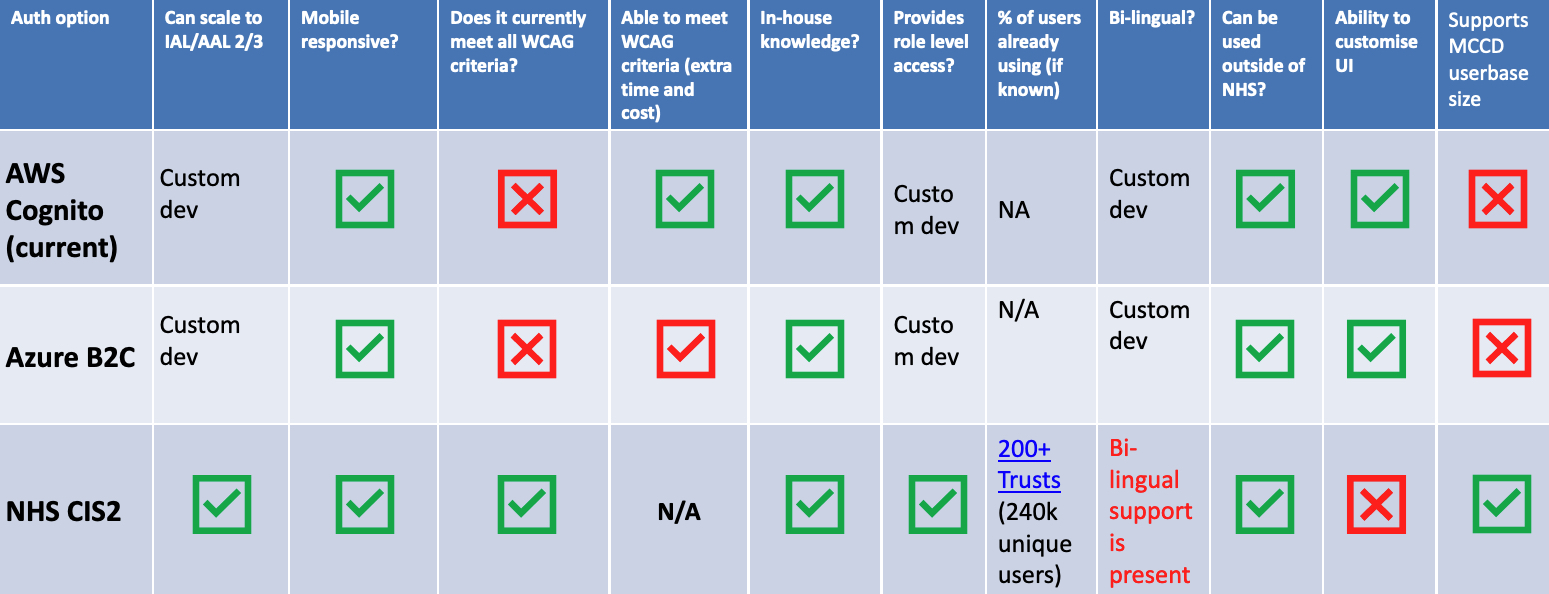 Auth option
Can scale to
IAL/AAL 2/3
Mobile
responsive?
Does it currently
meet all WCAG
criteria?
Able to meet
WCAG
criteria (extra
time and
cost)
In-house
knowledge?
Provides
role level
access?
% of users
already
using (if
known)
Bi-lingual?
Can be
used
outside of
NHS?
Ability to
customise
UI
Supports
MCCD
userbase
size
AWS
Cognito
(current)
Custom
dev
Custo
m dev
NA
Custom
dev
Azure B2C
Custom
dev
Custo
m dev
N/A
Custom
dev
NHS CIS2
N/A
200+
Trusts
(240k
unique
users)
Bi-
lingual
support
is
present